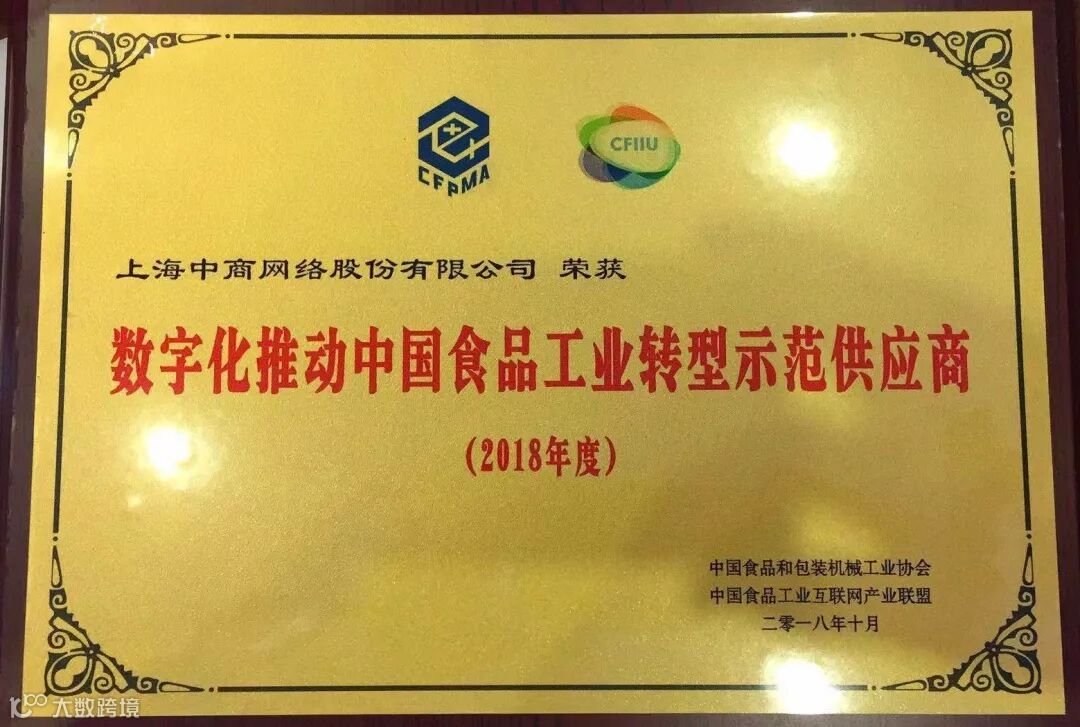 CFPMA
CFIIU
上海中商网络股份有限公司 荣获
数字化推动中国食品工业转型示范供应商
(2018年度)
中国食品和包装机械工业协会
中国食品工业互联网产业联盟
二零一八年十月
大数跨境